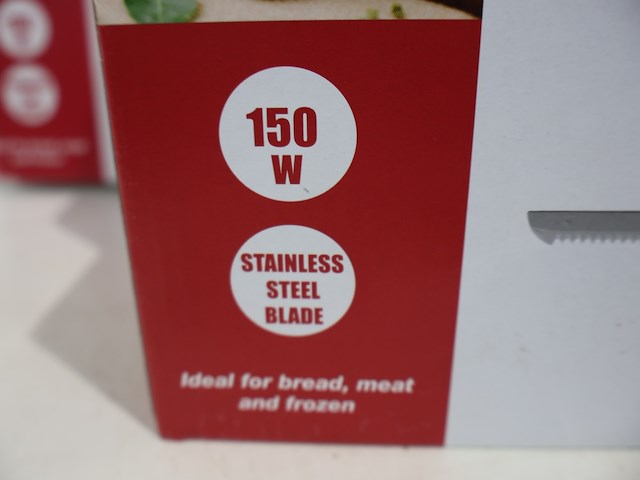 150
W
STAINLESS
STEEL
BLADE
Ideal for bread, meat
and frozen